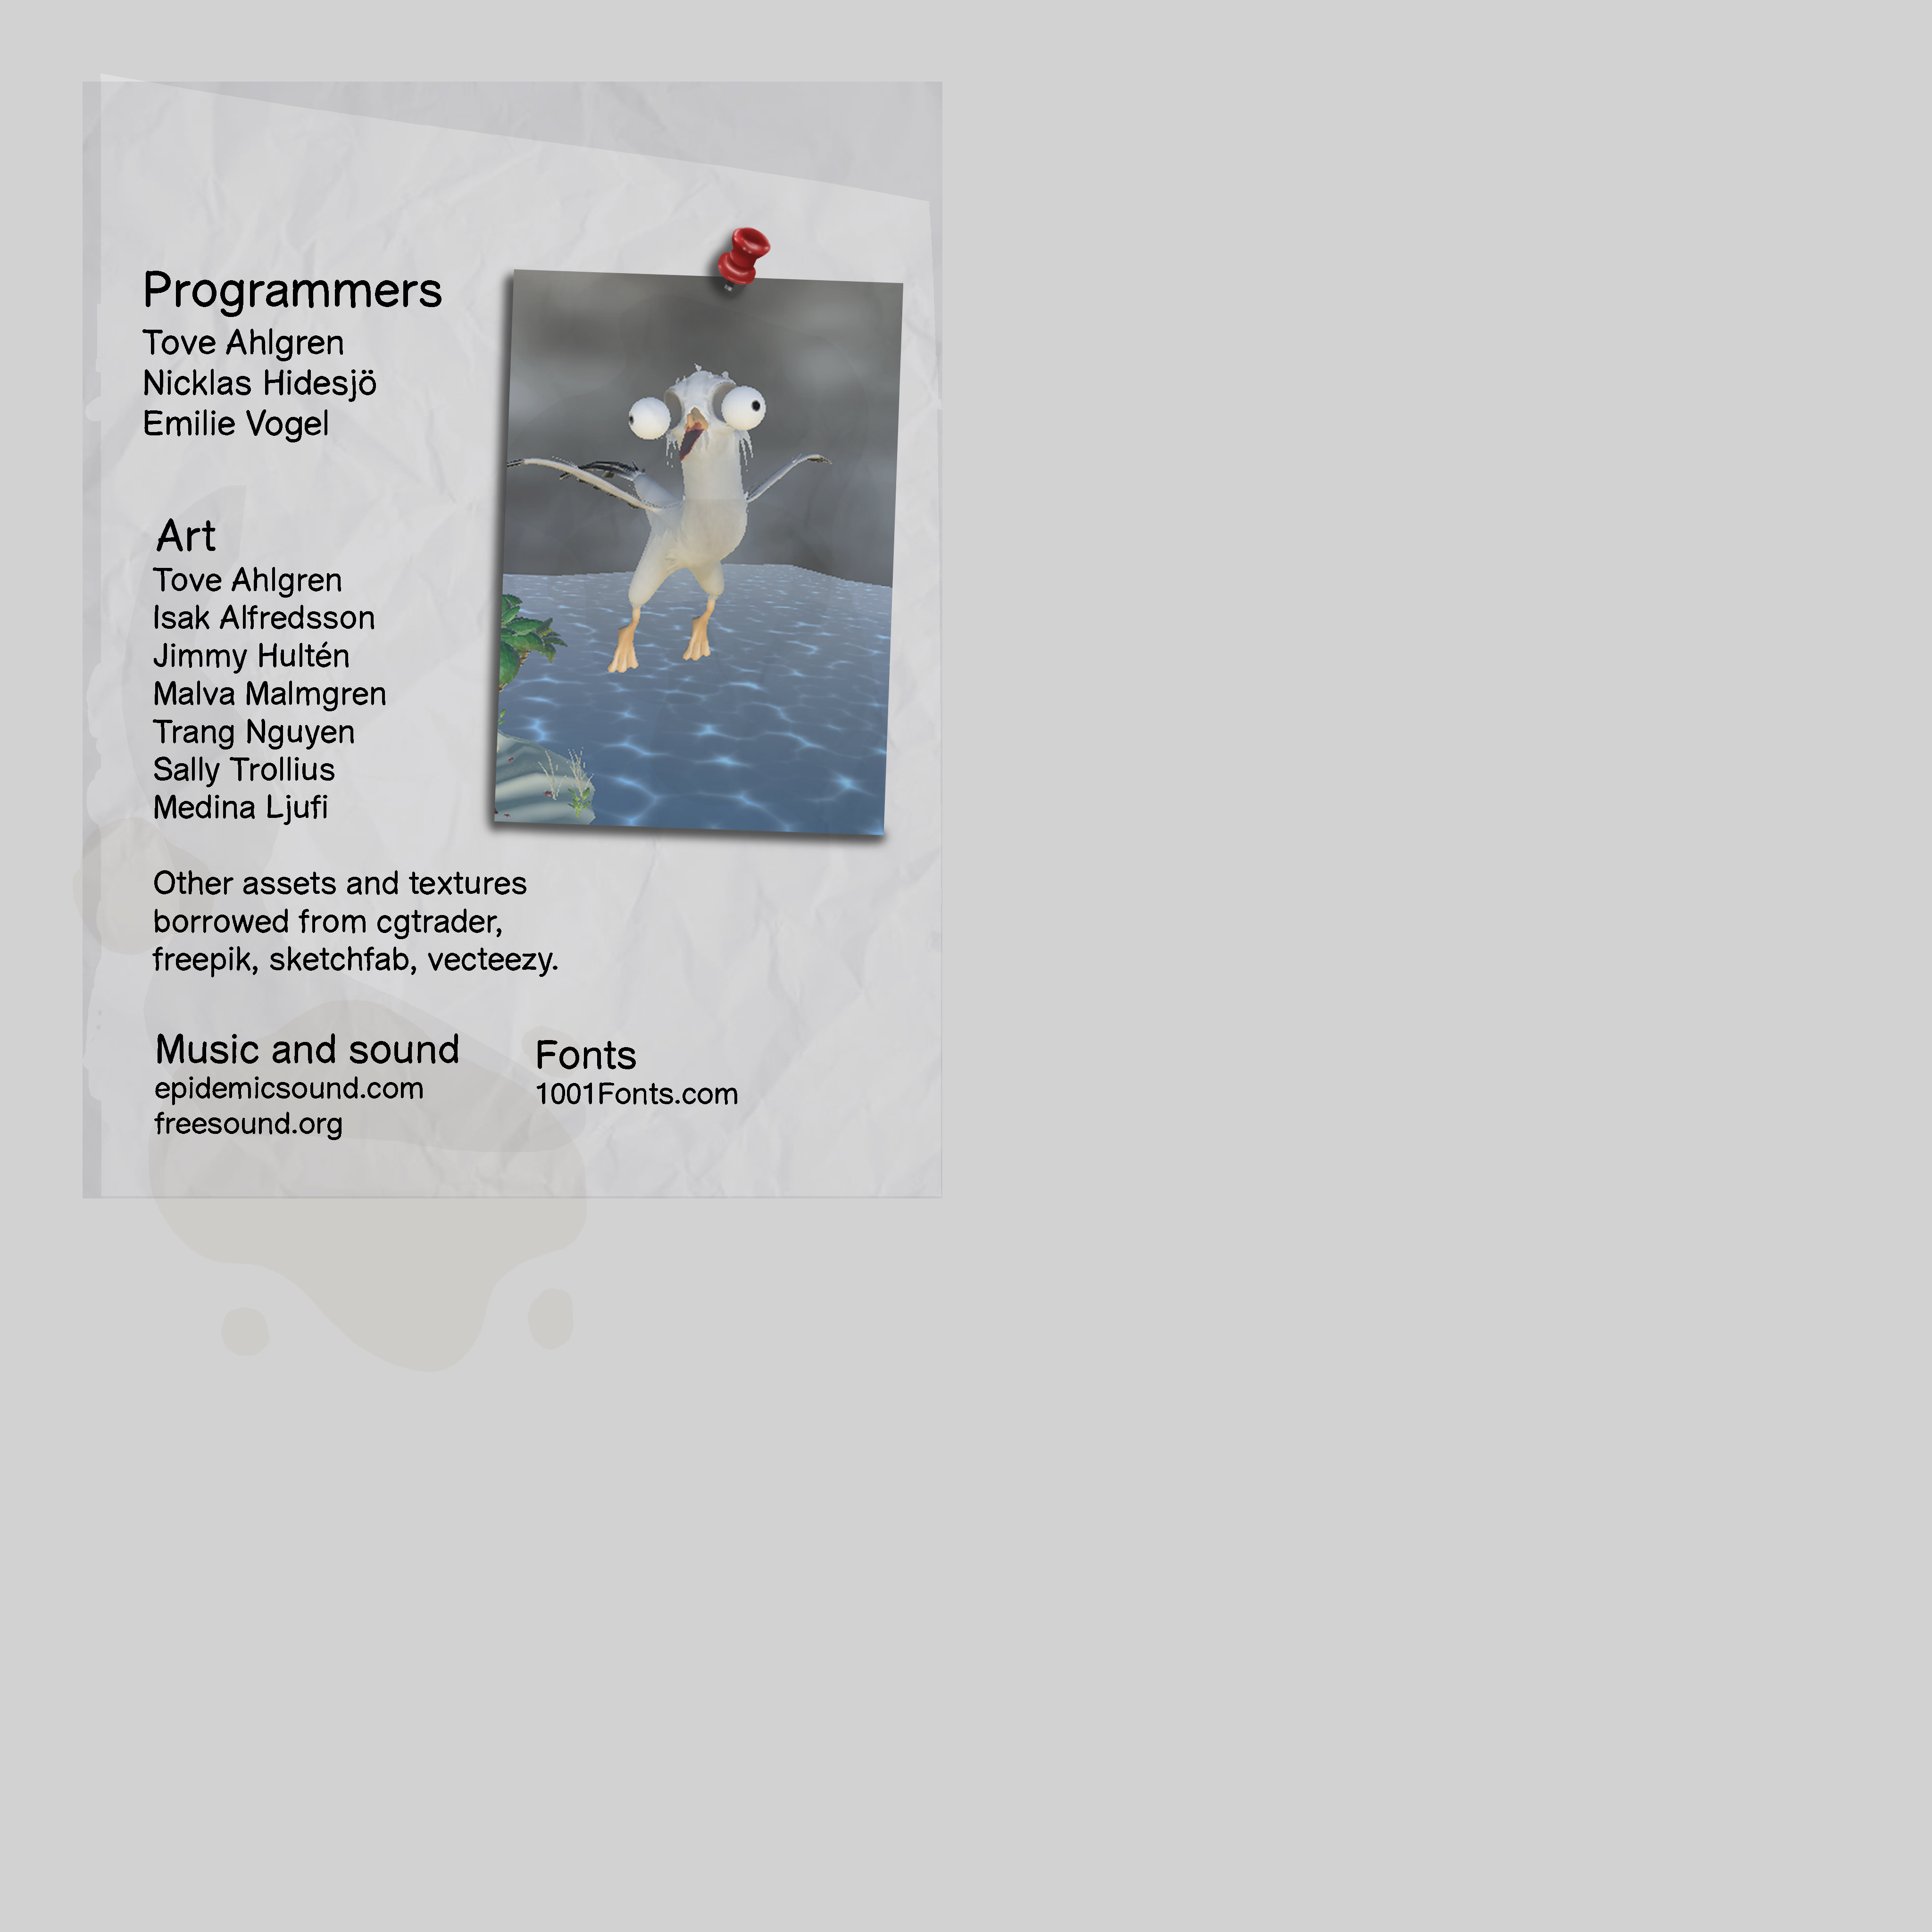 Programmers
Tove Ahlgren
Nicklas Hidesjö
Emilie Vogel
Art
Tove Ahlgren
Isak Alfredsson
Jimmy Hultén
Malva Malmgren
Trang Nguyen
Sally Trollius
Medina Ljufi
Other assets and textures
borrowed from cgtrader,
freepik, sketchfab, vecteezy.
Music and sound
epidemicsound.com
freesound.org
Fonts
1001Fonts.com